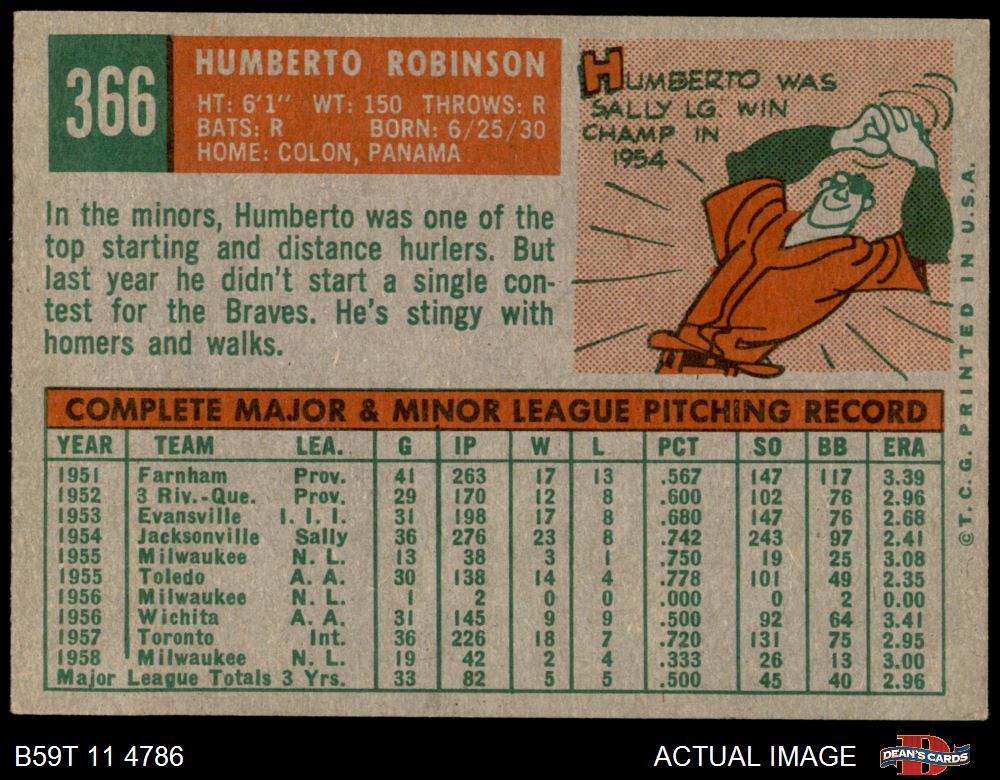 366
HUMBERTO ROBINSON
HT: 6'1" WT: 150 THROWS: R
BATS: R BORN: 6/25/30
HOME: COLON, PANAMA
HUMBERTO WAS
SALLY LG. WIN
CHAMP IN
1954
In the minors, Humberto was one of the
top starting and distance hurlers. But
last year he didn't start a single con-
test for the Braves. He's stingy with
homers and walks.
COMPLETE MAJOR & MINOR LEAGUE PITCHING RECORD
YEAR TEAM LEA. G IP W L PCT SO BB ERA
1951 Farnham Prov. 41 263 17 13 .567 147 117 3.39
1952 3 Riv.-Que. Prov. 29 170 12 8 .600 102 76 2.96
1953 Evansville I. I. I. 31 198 17 8 .680 147 76 2.68
1954 Jacksonville Sally 36 276 23 8 .742 243 97 2.41
1955 Milwaukee N. L. 13 38 3 1 .750 19 25 3.08
1955 Toledo A. A. 30 138 14 4 .778 101 49 2.35
1956 Milwaukee N. L. 1 2 0 0 .000 0 2 0.00
1956 Wichita A. A. 31 145 9 9 .500 92 64 3.41
1957 Toronto Int. 36 226 18 7 .720 131 75 2.95
1958 Milwaukee N. L. 19 42 2 4 .333 26 13 3.00
Major League Totals 3 Yrs. 33 82 5 5 .500 45 40 2.96
©T. C. G. PRINTED IN U.S.A.
B59T 11 4786
ACTUAL IMAGE
D
DEAN'S CARDS